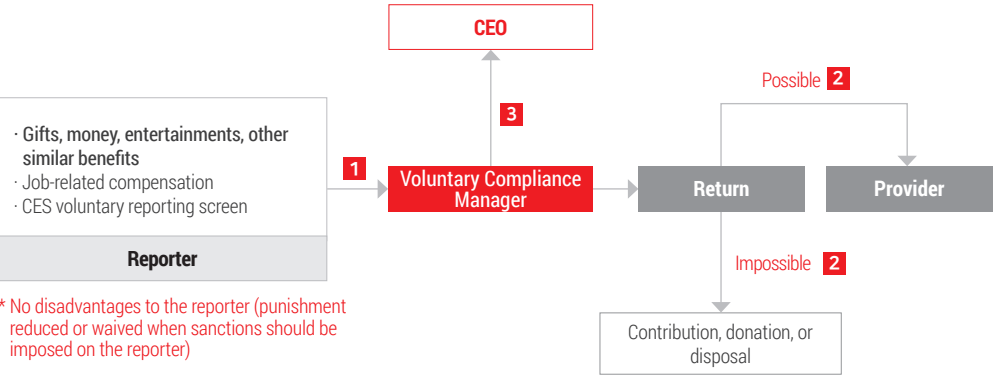 CEO
Possible 2
3
· Gifts, money, entertainments, other
similar benefits
· Job-related compensation
· CES voluntary reporting screen
Reporter
1
Voluntary Compliance
Manager
Return
Provider
Impossible 2
* No disadvantages to the reporter (punishment
reduced or waived when sanctions should be
imposed on the reporter)
Contribution, donation, or
disposal